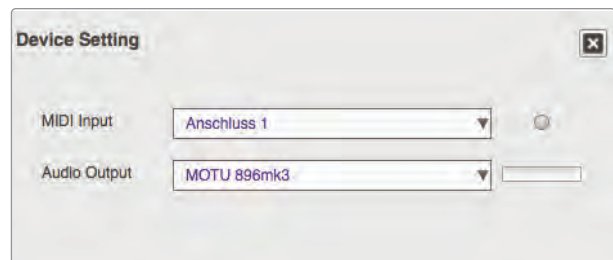 Device Setting
MIDI Input Anschluss 1
Audio Output MOTU 896mk3